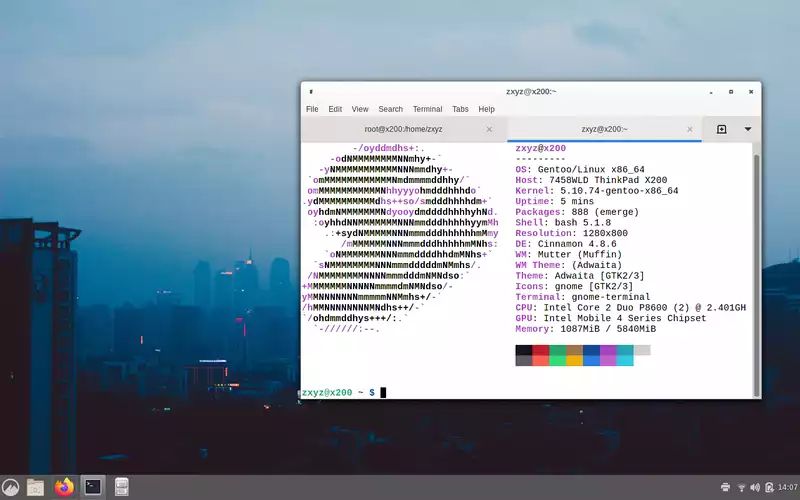 zxyz@x200:~
File Edit View Search Terminal Tabs Help
root@x200:/home/zxyz
zxyz@x200:~
-/oyddmdhs+:.
-odNMMMMMMMMNNmhy+-`
-yNMMMMMMMMMMMNNNmmdhy+-
`omMMMMMMMMMMMMNmdmmmmddhhy/`
omMMMMMMMMMMMNhhyyyohmdddhhhdo`
.ydMMMMMMMMMMdhs++so/smdddhhhhdm+`
oyhdmNMMMMMMMNdyooydmddddhhhhyhNd.
:oyhhdNNMMMMMMMNNNmmdddhhhhhyymMh
.:+sydNMMMMMNNNmmmdddhhhhhhmMmy
/mMMMMMMNNNmmmdddhhhhhmMNhs:
`oNMMMMMMMNNNmmmddddhhdmMNhs+`
`sNMMMMMMMMNNNmmmdddddmNMmhs/.
/NMMMMMMMMNNNNmmmdddmNMNdso:`
+MMMMMMMNNNNNmmmmdmNMNdso/-
yMMNNNNNNNmmmmmNNMmhs+/-`
/hMMNNNNNNNNMNdhs++/-`
`/ohdmmddhys+++/:.`
`-//////:--.
zxyz@x200
---------
OS: Gentoo/Linux x86_64
Host: 7458WLD ThinkPad X200
Kernel: 5.10.74-gentoo-x86_64
Uptime: 5 mins
Packages: 888 (emerge)
Shell: bash 5.1.8
Resolution: 1280x800
DE: Cinnamon 4.8.6
WM: Mutter (Muffin)
WM Theme: (Adwaita)
Theme: Adwaita [GTK2/3]
Icons: gnome [GTK2/3]
Terminal: gnome-terminal
CPU: Intel Core 2 Duo P8600 (2) @ 2.401GH
GPU: Intel Mobile 4 Series Chipset
Memory: 1087MiB / 5840MiB
zxyz@x200 ~ $
14:07